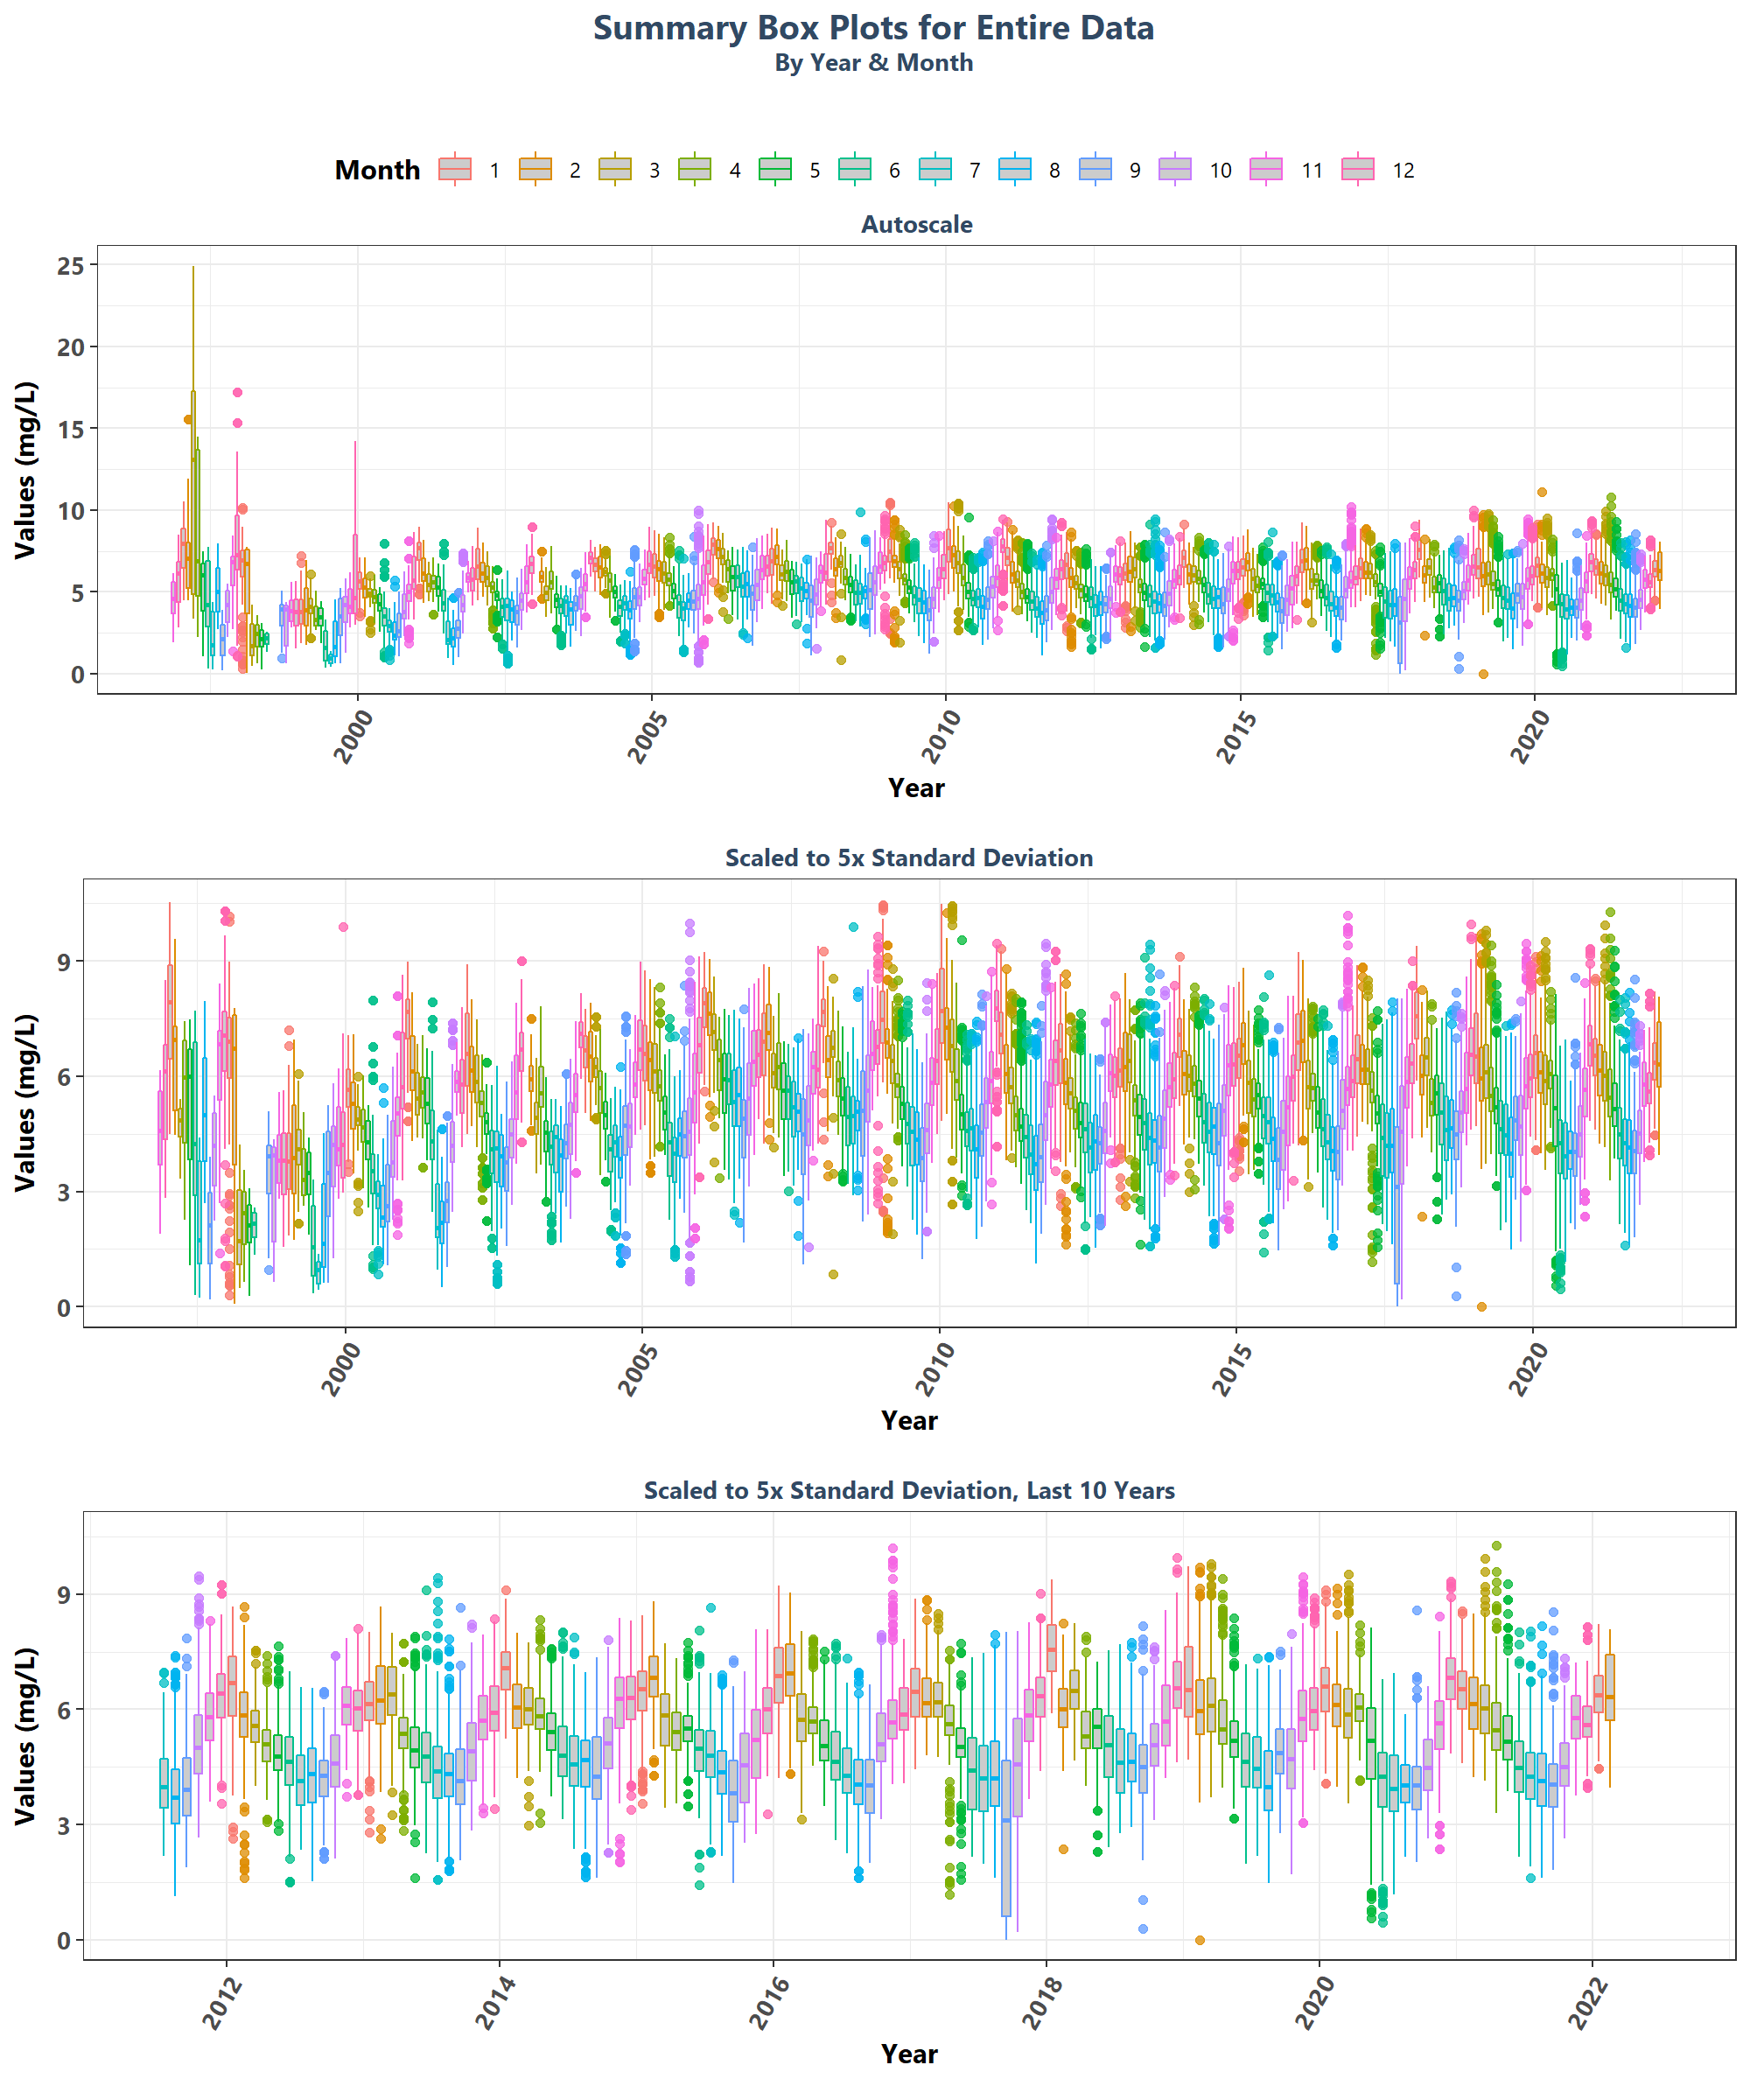 Summary Box Plots for Entire Data
By Year & Month
Month 1 2 3 4 5 6 7 8 9 10 11 12
Autoscale
Values (mg/L)
25
20
15
10
5
0
2000 2005 2010 2015 2020
Year
Scaled to 5x Standard Deviation
Values (mg/L)
9
6
3
0
2000 2005 2010 2015 2020
Year
Scaled to 5x Standard Deviation, Last 10 Years
Values (mg/L)
9
6
3
0
2012 2014 2016 2018 2020 2022
Year